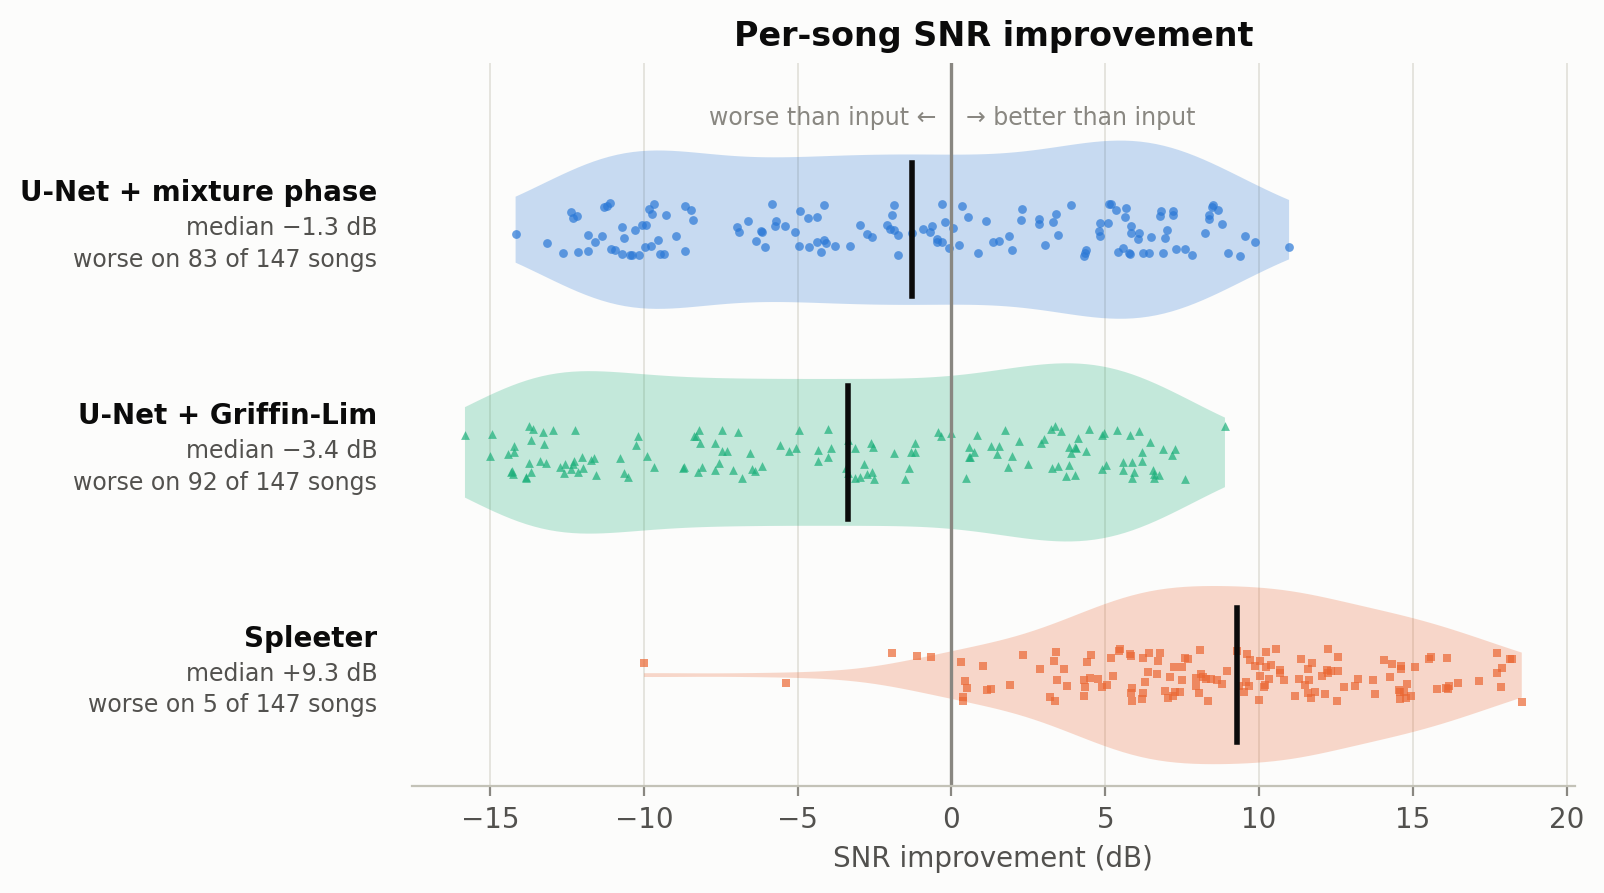 Per-song SNR improvement
worse than input ← → better than input
U-Net + mixture phase
median −1.3 dB
worse on 83 of 147 songs
U-Net + Griffin-Lim
median −3.4 dB
worse on 92 of 147 songs
Spleeter
median +9.3 dB
worse on 5 of 147 songs
−15 −10 −5 0 5 10 15 20
SNR improvement (dB)